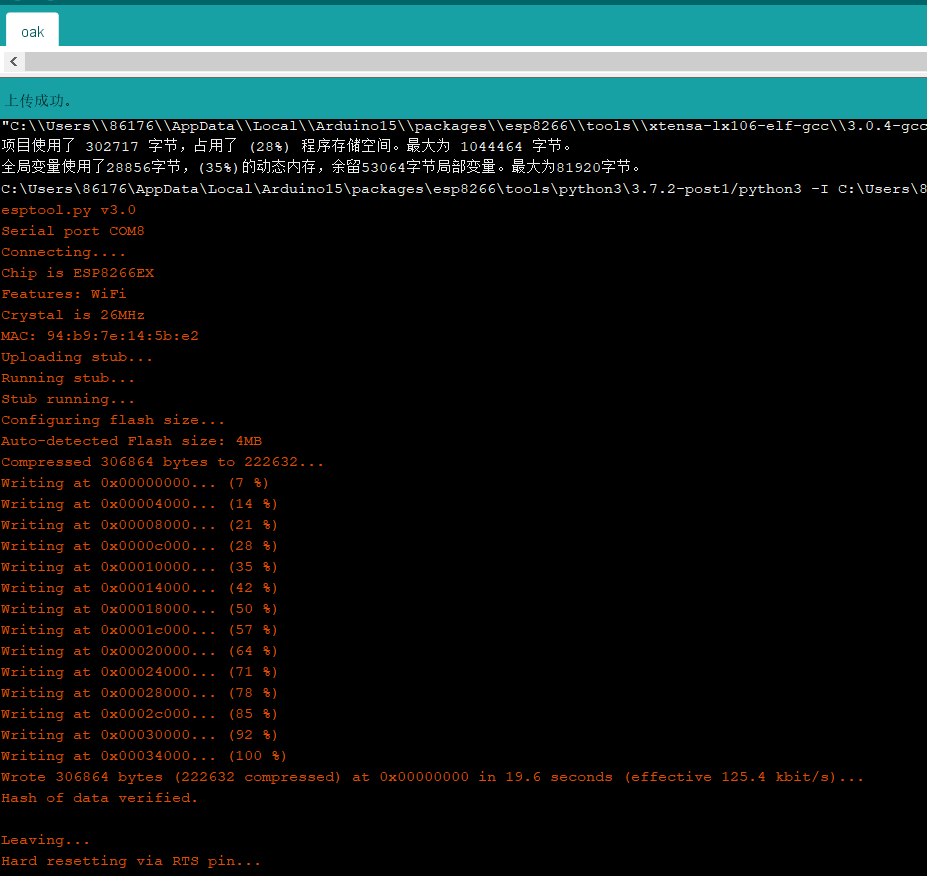 oak
上传成功。
"C:\\Users\\86176\\AppData\\Local\\Arduino15\\packages\\esp8266\\tools\\xtensa-lx106-elf-gcc\\3.0.4-gcc
项目使用了 302717 字节，占用了 (28%) 程序存储空间。最大为 1044464 字节。
全局变量使用了28856字节，(35%)的动态内存，余留53064字节局部变量。最大为81920字节。
C:\Users\86176\AppData\Local\Arduino15\packages\esp8266\tools\python3\3.7.2-post1/python3 -I C:\Users\8
esptool.py v3.0
Serial port COM8
Connecting....
Chip is ESP8266EX
Features: WiFi
Crystal is 26MHz
MAC: 94:b9:7e:14:5b:e2
Uploading stub...
Running stub...
Stub running...
Configuring flash size...
Auto-detected Flash size: 4MB
Compressed 306864 bytes to 222632...
Writing at 0x00000000... (7 %)
Writing at 0x00004000... (14 %)
Writing at 0x00008000... (21 %)
Writing at 0x0000c000... (28 %)
Writing at 0x00010000... (35 %)
Writing at 0x00014000... (42 %)
Writing at 0x00018000... (50 %)
Writing at 0x0001c000... (57 %)
Writing at 0x00020000... (64 %)
Writing at 0x00024000... (71 %)
Writing at 0x00028000... (78 %)
Writing at 0x0002c000... (85 %)
Writing at 0x00030000... (92 %)
Writing at 0x00034000... (100 %)
Wrote 306864 bytes (222632 compressed) at 0x00000000 in 19.6 seconds (effective 125.4 kbit/s)...
Hash of data verified.
Leaving...
Hard resetting via RTS pin...